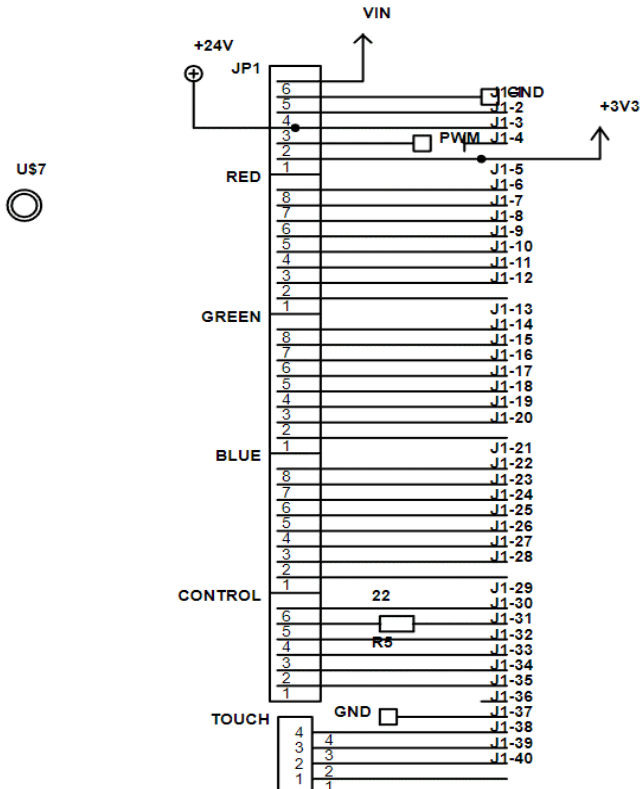 VIN
+24V
JP1
6
J1-1 GND
5
J1-2
+3V3
4
J1-3
3
PWM J1-4
2
1
J1-5
U$7
RED
J1-6
8
J1-7
7
J1-8
6
J1-9
5
J1-10
4
J1-11
3
J1-12
2
1
J1-13
GREEN
J1-14
8
J1-15
7
J1-16
6
J1-17
5
J1-18
4
J1-19
3
J1-20
2
1
J1-21
BLUE
J1-22
8
J1-23
7
J1-24
6
J1-25
5
J1-26
4
J1-27
3
J1-28
2
1
J1-29
CONTROL
22
J1-30
6
J1-31
5
R5
J1-32
4
J1-33
3
J1-34
2
J1-35
1
J1-36
TOUCH
GND
J1-37
4
J1-38
3
4
J1-39
2
3
J1-40
1
2
1